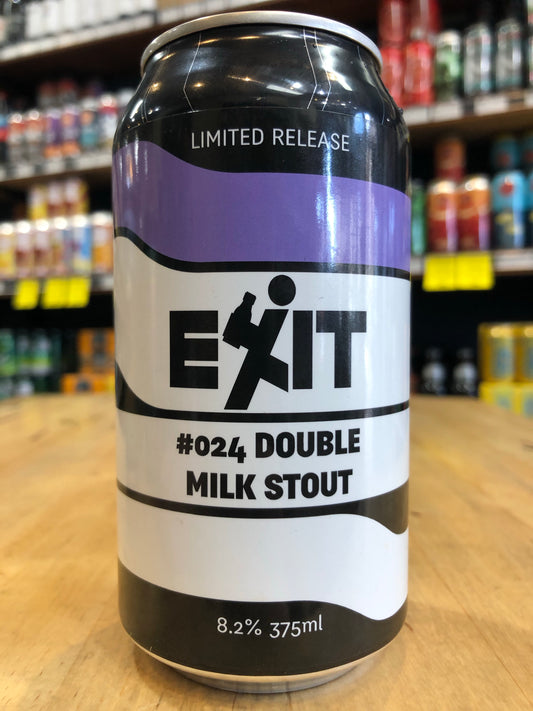 LIMITED RELEASE
EXIT
#024 DOUBLE
MILK STOUT
8.2% 375ml